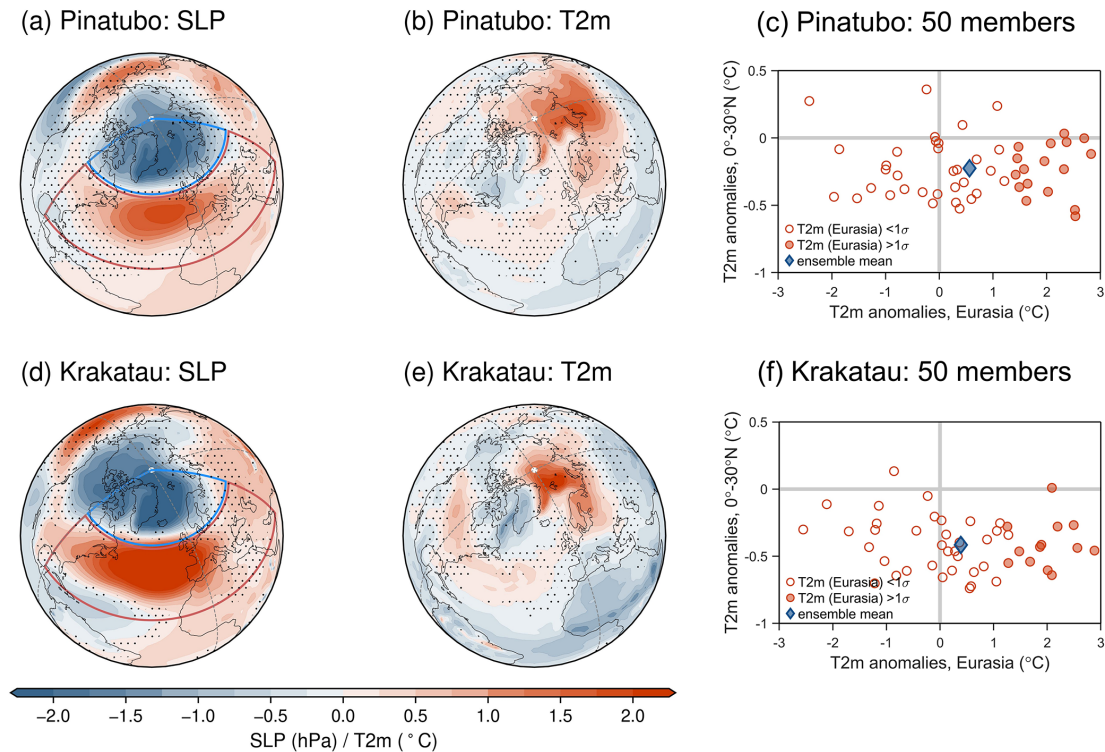 (a) Pinatubo: SLP
(b) Pinatubo: T2m
(c) Pinatubo: 50 members
T2m anomalies, 0°-30°N (°C)
0.5
0
-0.5
-1
T2m (Eurasia) <1σ
T2m (Eurasia) >1σ
ensemble mean
-3 -2 -1 0 1 2 3
T2m anomalies, Eurasia (°C)
(d) Krakatau: SLP
(e) Krakatau: T2m
(f) Krakatau: 50 members
T2m anomalies, 0°-30°N (°C)
0.5
0
-0.5
-1
T2m (Eurasia) <1σ
T2m (Eurasia) >1σ
ensemble mean
-3 -2 -1 0 1 2 3
T2m anomalies, Eurasia (°C)
−2.0 −1.5 −1.0 −0.5 0.0 0.5 1.0 1.5 2.0
SLP (hPa) / T2m (°C)